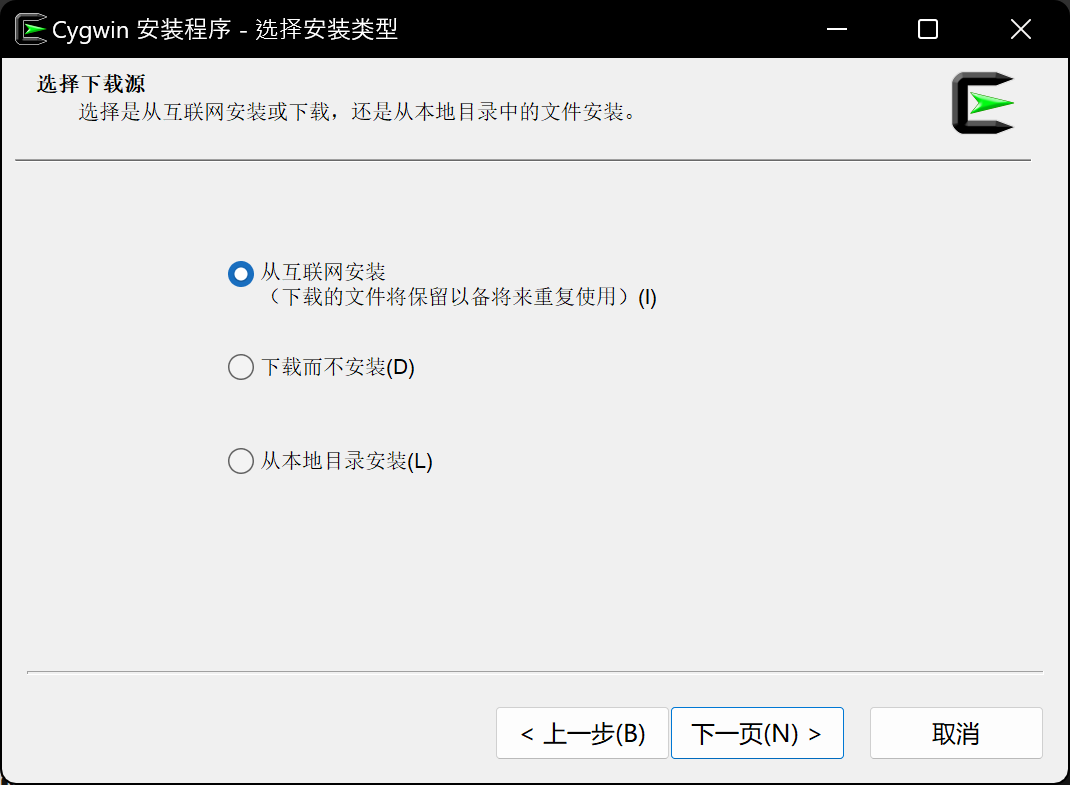 Cygwin 安装程序 - 选择安装类型
选择下载源
选择是从互联网安装或下载，还是从本地目录中的文件安装。
从互联网安装
（下载的文件将保留以备将来重复使用）(I)
下载而不安装(D)
从本地目录安装(L)
< 上一步(B)
下一页(N) >
取消